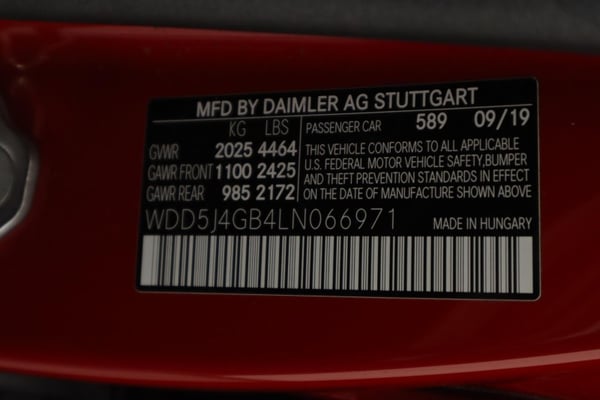 MFD BY DAIMLER AG STUTTGART
KG LBS
GVWR 2025 4464
GAWR FRONT 1100 2425
GAWR REAR 985 2172
PASSENGER CAR 589 09/19
THIS VEHICLE CONFORMS TO ALL APPLICABLE
U.S. FEDERAL MOTOR VEHICLE SAFETY, BUMPER
AND THEFT PREVENTION STANDARDS IN EFFECT
ON THE DATE OF MANUFACTURE SHOWN ABOVE
WDD5J4GB4LN066971
MADE IN HUNGARY